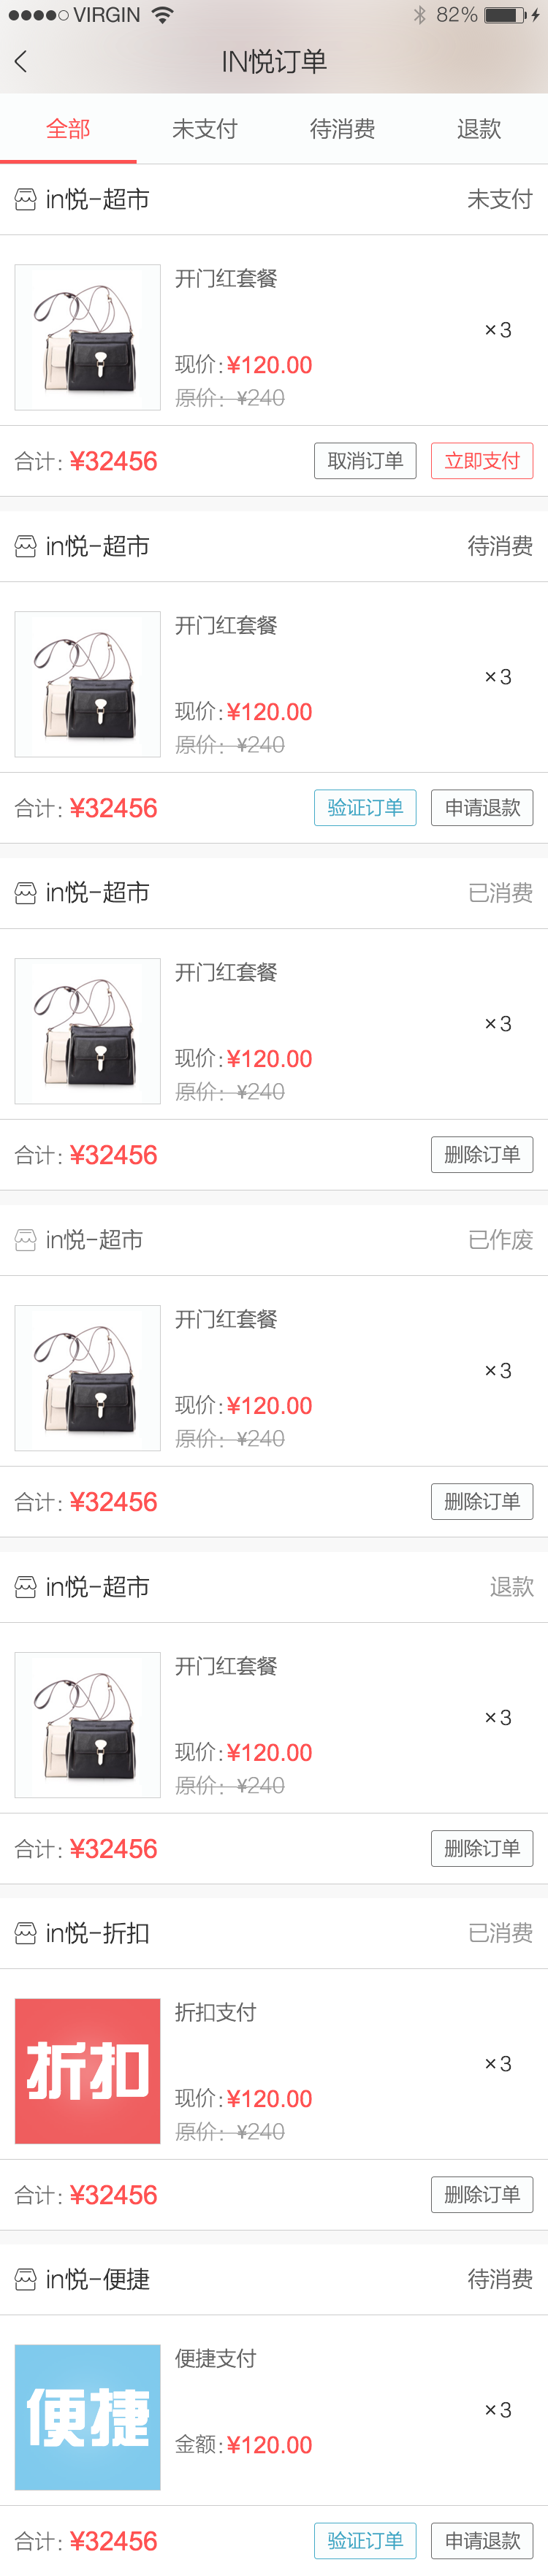 VIRGIN 82%
IN悦订单
全部 未支付 待消费 退款
in悦-超市 未支付
开门红套餐
×3
现价:¥120.00
原价：¥240
合计: ¥32456 取消订单 立即支付
in悦-超市 待消费
开门红套餐
×3
现价:¥120.00
原价：¥240
合计: ¥32456 验证订单 申请退款
in悦-超市 已消费
开门红套餐
×3
现价:¥120.00
原价：¥240
合计: ¥32456 删除订单
in悦-超市 已作废
开门红套餐
×3
现价:¥120.00
原价：¥240
合计: ¥32456 删除订单
in悦-超市 退款
开门红套餐
×3
现价:¥120.00
原价：¥240
合计: ¥32456 删除订单
in悦-折扣 已消费
折扣支付
折扣 ×3
现价:¥120.00
原价：¥240
合计: ¥32456 删除订单
in悦-便捷 待消费
便捷支付
便捷 ×3
金额:¥120.00
合计: ¥32456 验证订单 申请退款